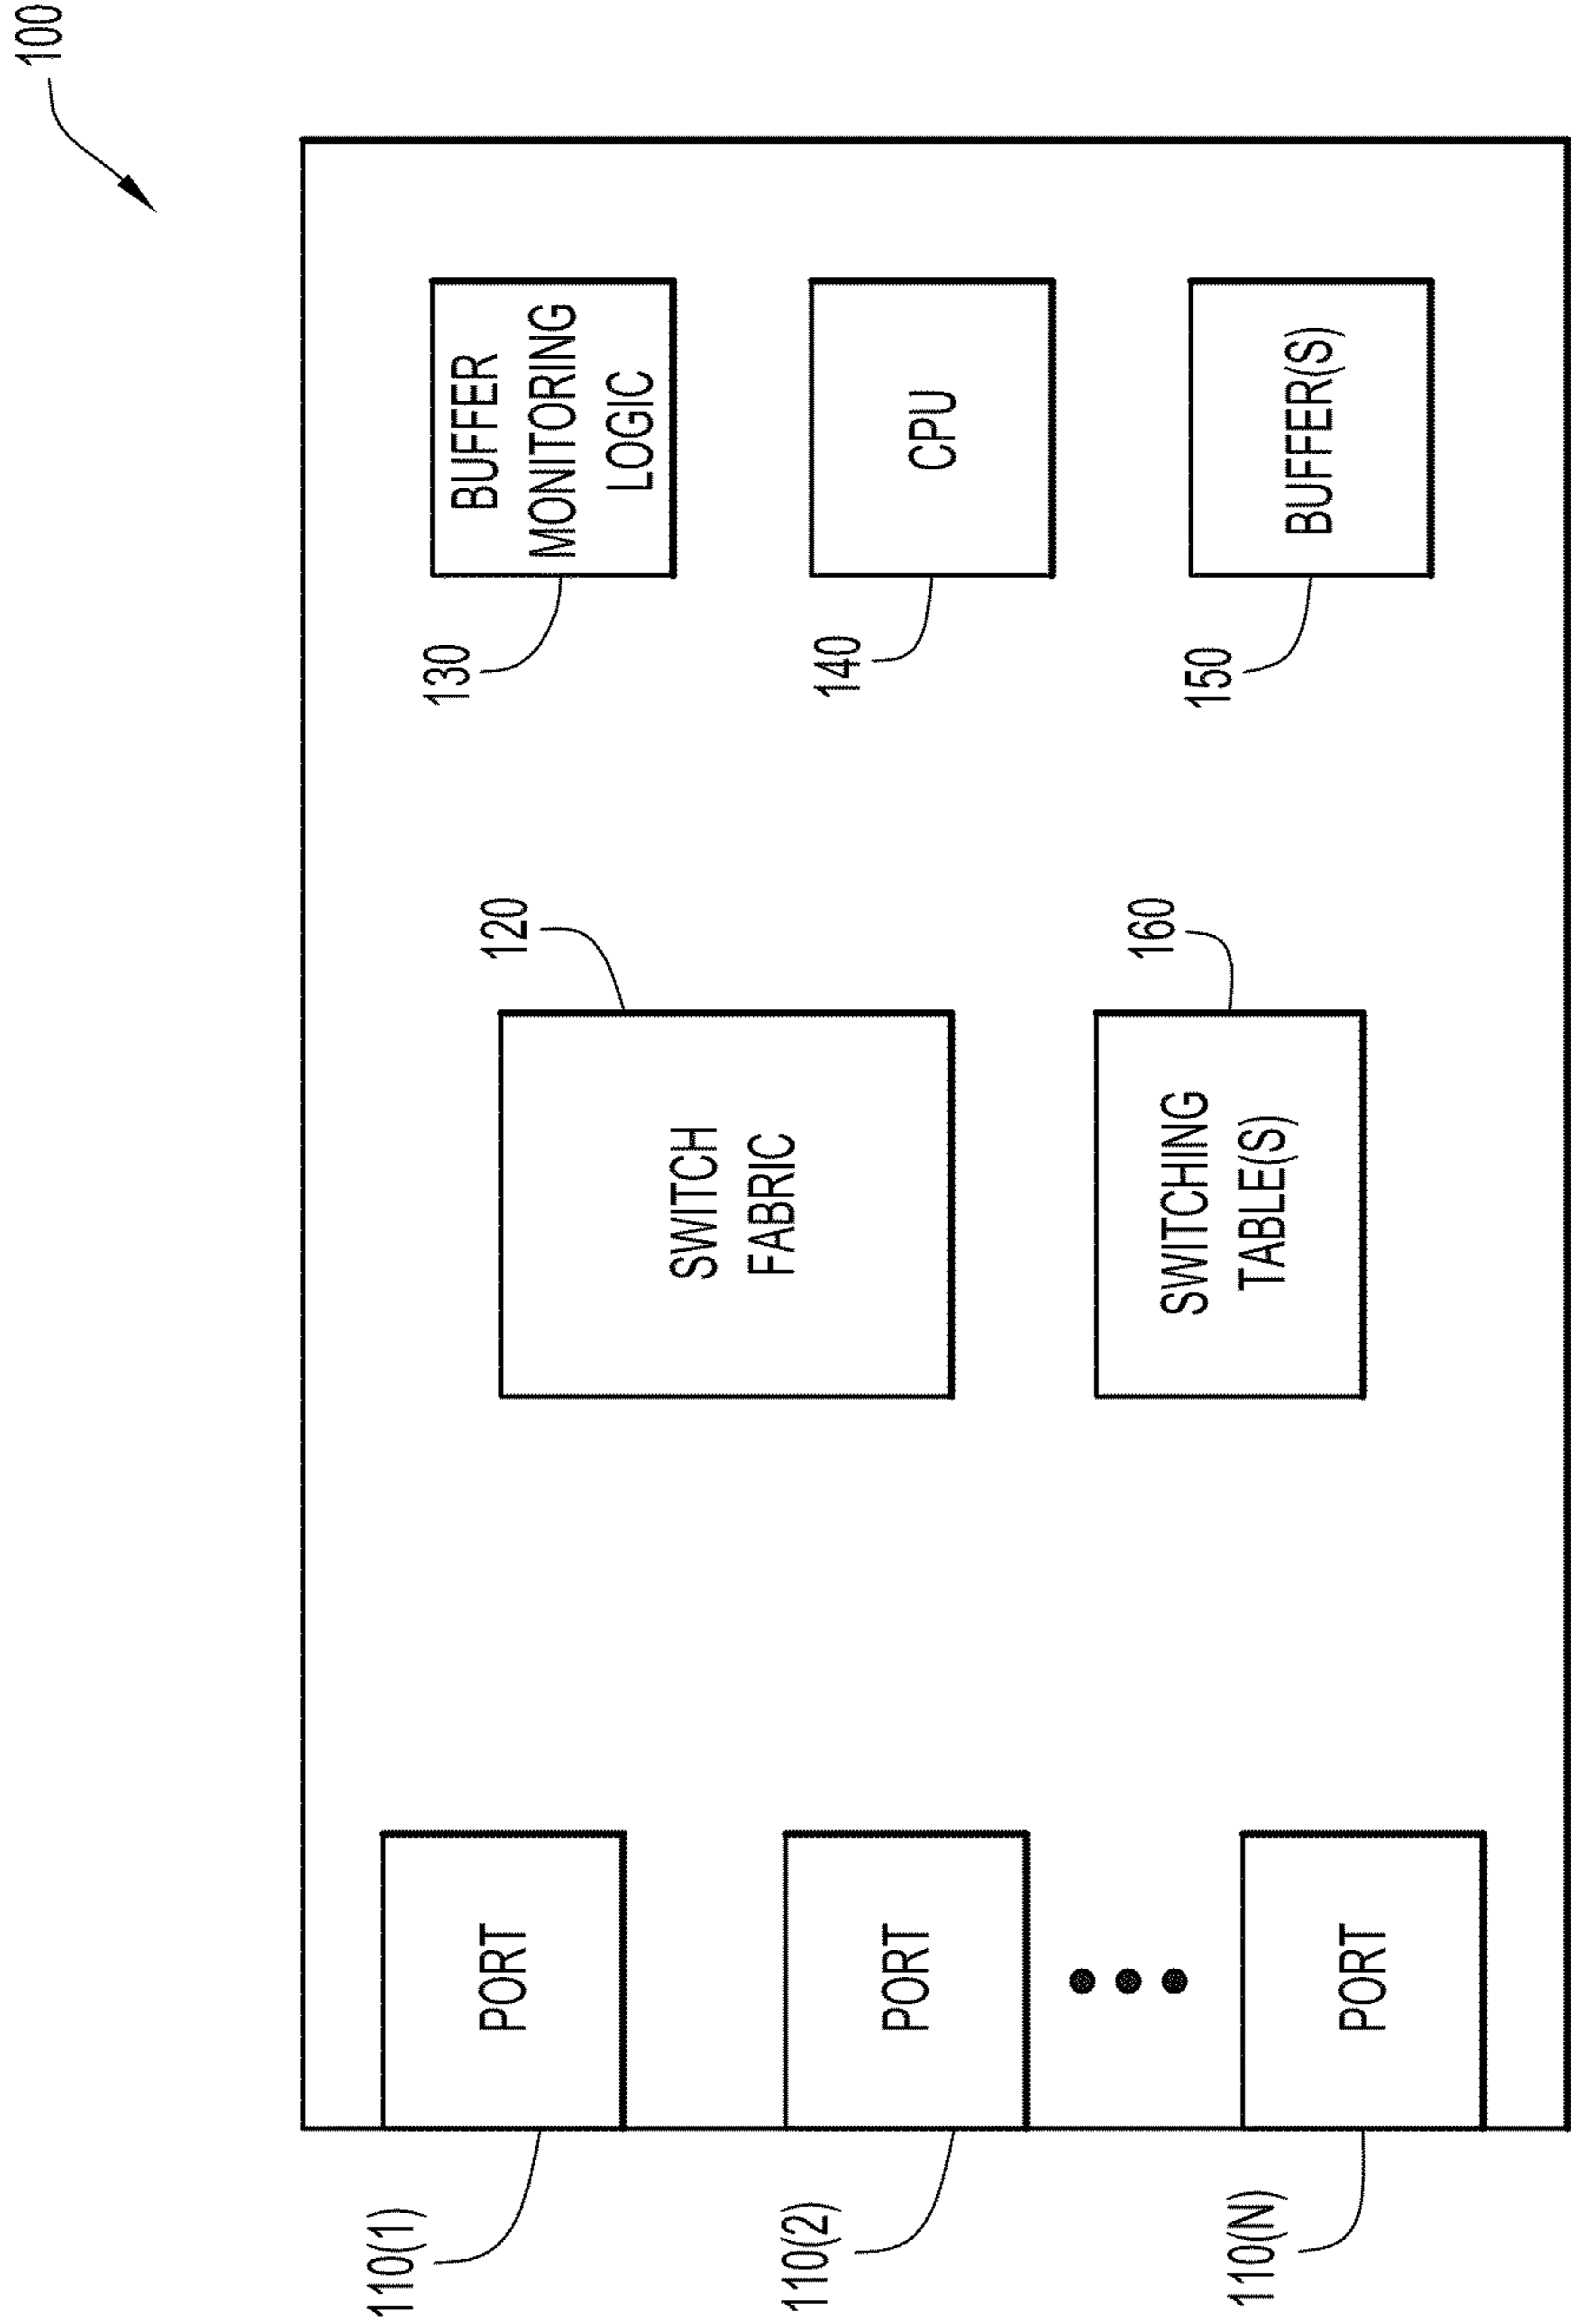 100
110(1)
PORT
110(2)
PORT
110(N)
PORT
120
SWITCH
FABRIC
160
SWITCHING
TABLE(S)
130
BUFFER
MONITORING
LOGIC
140
CPU
150
BUFFER(S)